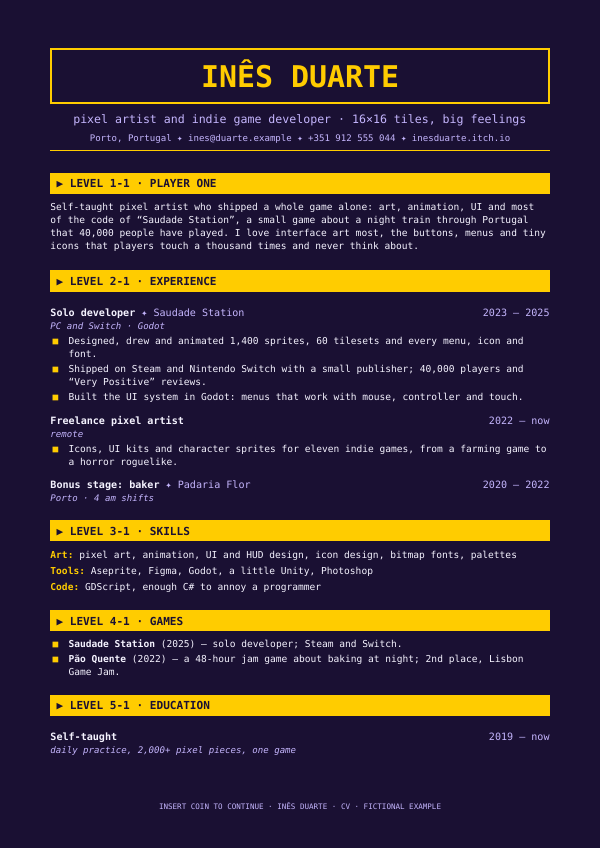 INÊS DUARTE
pixel artist and indie game developer · 16×16 tiles, big feelings
Porto, Portugal ✦ ines@duarte.example ✦ +351 912 555 044 ✦ inesduarte.itch.io
▶ LEVEL 1-1 · PLAYER ONE
Self-taught pixel artist who shipped a whole game alone: art, animation, UI and most
of the code of “Saudade Station”, a small game about a night train through Portugal
that 40,000 people have played. I love interface art most, the buttons, menus and tiny
icons that players touch a thousand times and never think about.
▶ LEVEL 2-1 · EXPERIENCE
Solo developer ✦ Saudade Station 2023 – 2025
PC and Switch · Godot
■ Designed, drew and animated 1,400 sprites, 60 tilesets and every menu, icon and
font.
■ Shipped on Steam and Nintendo Switch with a small publisher; 40,000 players and
“Very Positive” reviews.
■ Built the UI system in Godot: menus that work with mouse, controller and touch.
Freelance pixel artist 2022 – now
remote
■ Icons, UI kits and character sprites for eleven indie games, from a farming game to
a horror roguelike.
Bonus stage: baker ✦ Padaria Flor 2020 – 2022
Porto · 4 am shifts
▶ LEVEL 3-1 · SKILLS
Art: pixel art, animation, UI and HUD design, icon design, bitmap fonts, palettes
Tools: Aseprite, Figma, Godot, a little Unity, Photoshop
Code: GDScript, enough C# to annoy a programmer
▶ LEVEL 4-1 · GAMES
■ Saudade Station (2025) — solo developer; Steam and Switch.
■ Pão Quente (2022) — a 48-hour jam game about baking at night; 2nd place, Lisbon
Game Jam.
▶ LEVEL 5-1 · EDUCATION
Self-taught 2019 – now
daily practice, 2,000+ pixel pieces, one game
INSERT COIN TO CONTINUE · INÊS DUARTE · CV · FICTIONAL EXAMPLE